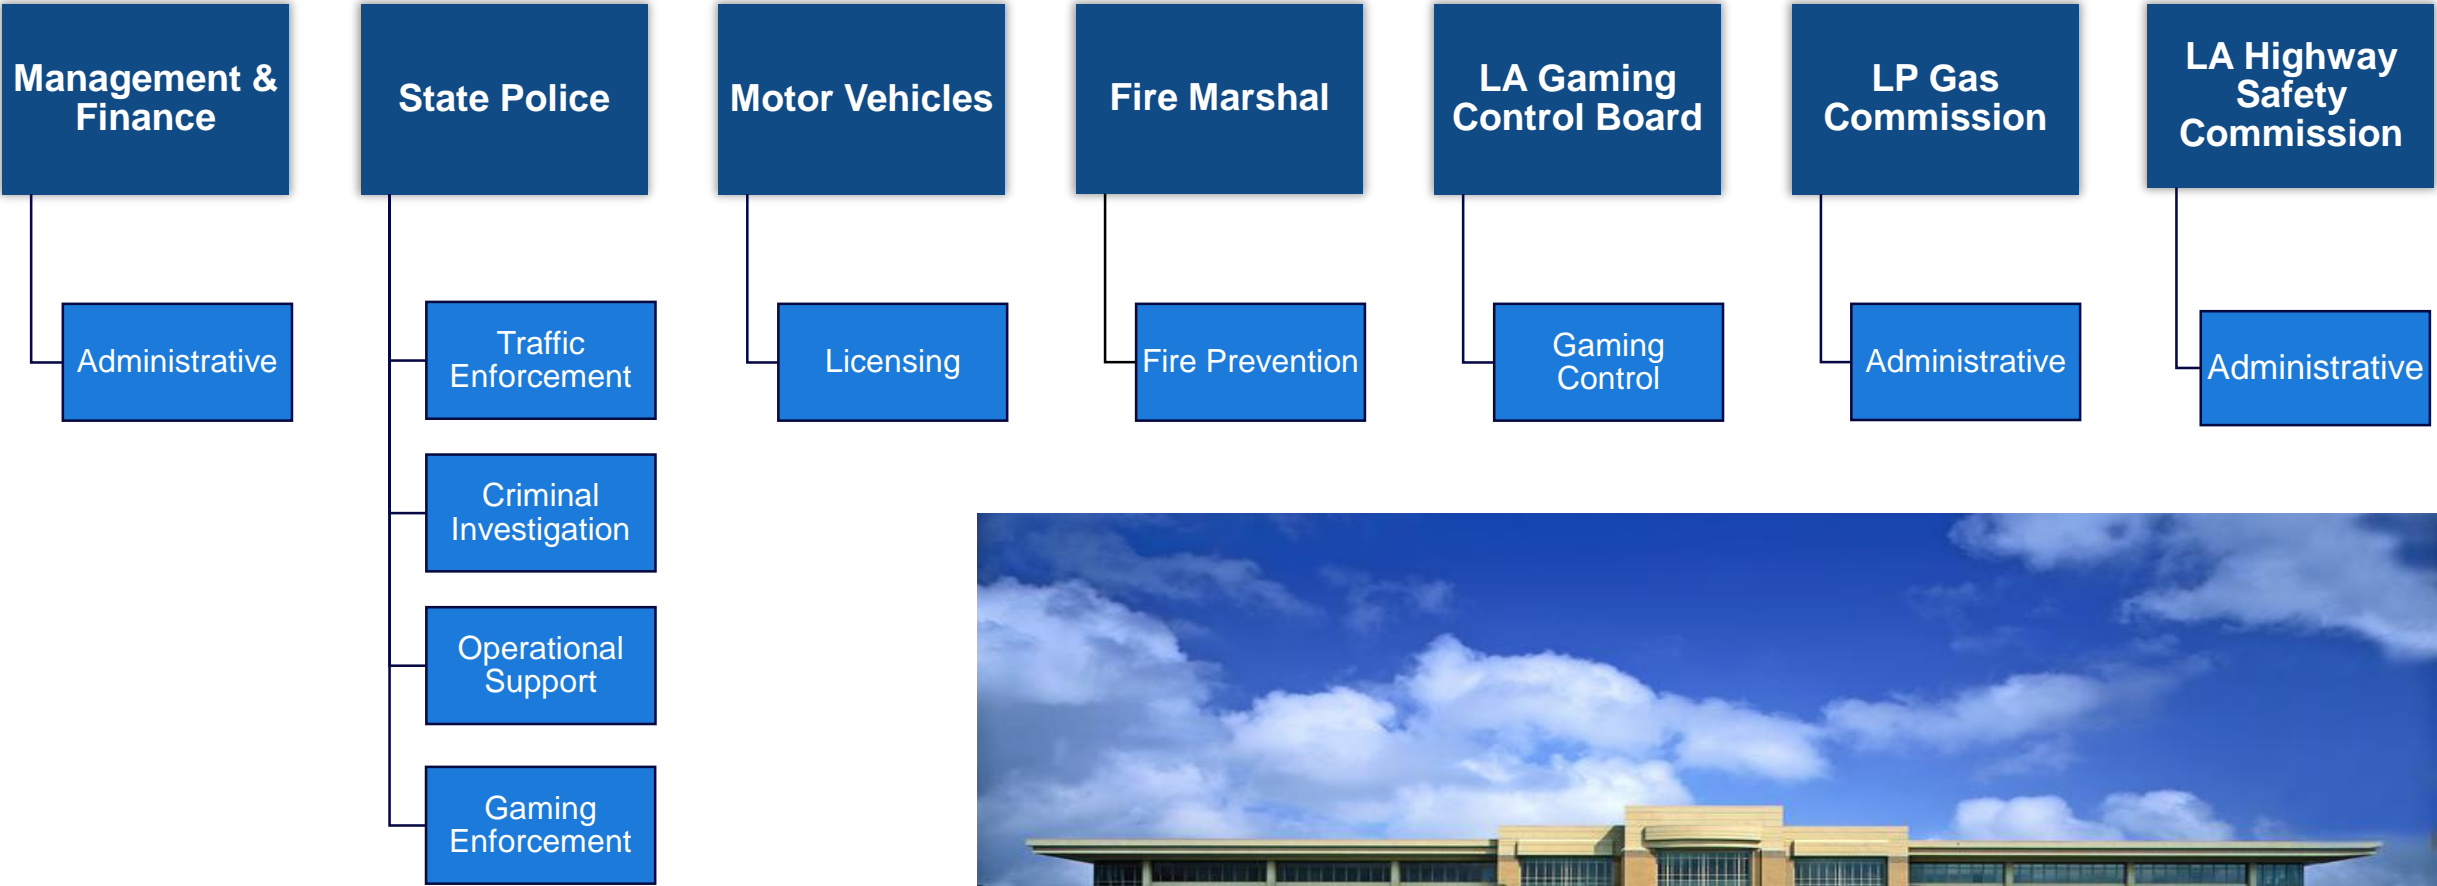 Management &
Finance
State Police
Motor Vehicles
Fire Marshal
LA Gaming
Control Board
LP Gas
Commission
LA Highway
Safety
Commission
Administrative
Traffic
Enforcement
Criminal
Investigation
Operational
Support
Gaming
Enforcement
Licensing
Fire Prevention
Gaming
Control
Administrative
Administrative